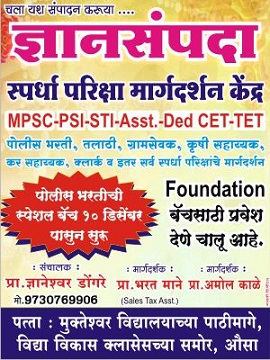 चला यश संपादन करूया ....
ज्ञानसंपदा
स्पर्धा परिक्षा मार्गदर्शन केंद्र
MPSC-PSI-STI-Asst.-Ded CET-TET
पोलीस भरती, तलाठी, ग्रामसेवक, कृषी सहाय्यक,
कर सहाय्यक, क्लार्क व इतर सर्व स्पर्धा परिक्षांचे मार्गदर्शन
पोलीस भरतीची
स्पेशल बॅच १० डिसेंबर
पासुन सुरू
Foundation
बॅचसाठी प्रवेश
देणे चालू आहे.
संचालक :
प्रा.ज्ञानेश्वर डोंगरे
मो.9730769906
मार्गदर्शक
प्रा.भरत माने
(Sales Tax Asst.)
मार्गदर्शक
प्रा.अमोल काळे
पत्ता : मुक्तेश्वर विद्यालयाच्या पाठीमागे,
विद्या विकास क्लासेसच्या समोर, औसा